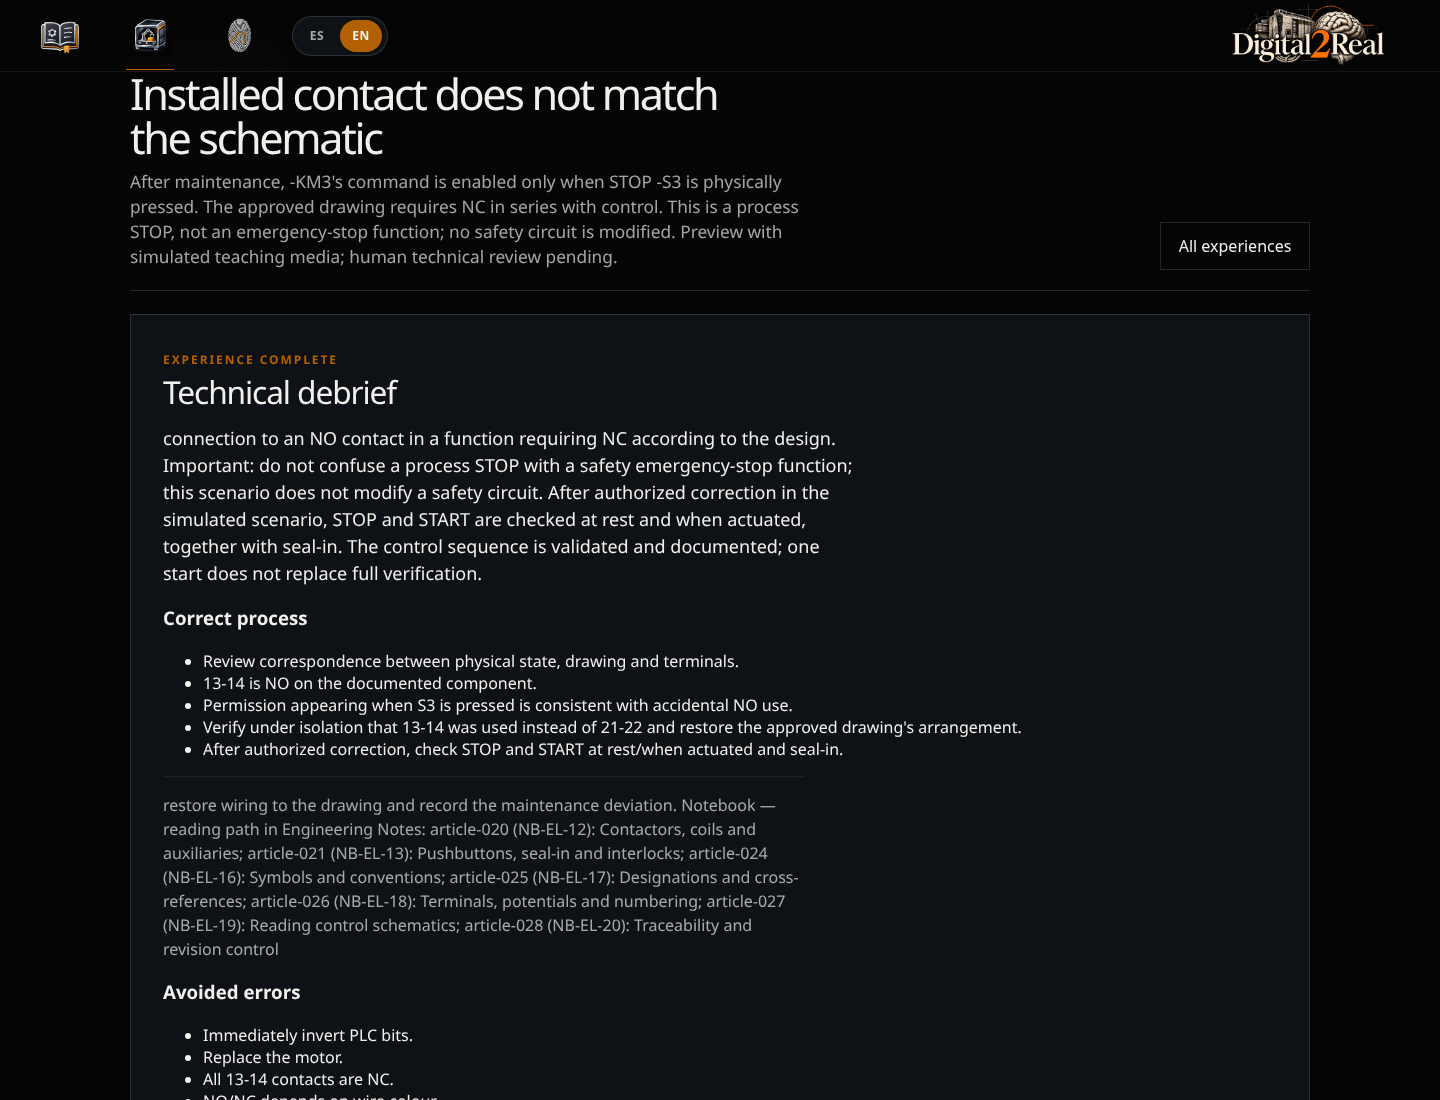 ES EN
Digital2Real
Installed contact does not match
the schematic
After maintenance, -KM3's command is enabled only when STOP -S3 is physically
pressed. The approved drawing requires NC in series with control. This is a process
STOP, not an emergency-stop function; no safety circuit is modified. Preview with
simulated teaching media; human technical review pending.
All experiences
EXPERIENCE COMPLETE
Technical debrief
connection to an NO contact in a function requiring NC according to the design.
Important: do not confuse a process STOP with a safety emergency-stop function;
this scenario does not modify a safety circuit. After authorized correction in the
simulated scenario, STOP and START are checked at rest and when actuated,
together with seal-in. The control sequence is validated and documented; one
start does not replace full verification.
Correct process
Review correspondence between physical state, drawing and terminals.
13-14 is NO on the documented component.
Permission appearing when S3 is pressed is consistent with accidental NO use.
Verify under isolation that 13-14 was used instead of 21-22 and restore the approved drawing's arrangement.
After authorized correction, check STOP and START at rest/when actuated and seal-in.
restore wiring to the drawing and record the maintenance deviation. Notebook —
reading path in Engineering Notes: article-020 (NB-EL-12): Contactors, coils and
auxiliaries; article-021 (NB-EL-13): Pushbuttons, seal-in and interlocks; article-024
(NB-EL-16): Symbols and conventions; article-025 (NB-EL-17): Designations and cross-
references; article-026 (NB-EL-18): Terminals, potentials and numbering; article-027
(NB-EL-19): Reading control schematics; article-028 (NB-EL-20): Traceability and
revision control
Avoided errors
Immediately invert PLC bits.
Replace the motor.
All 13-14 contacts are NC.
NO/NC depends on wire colour.